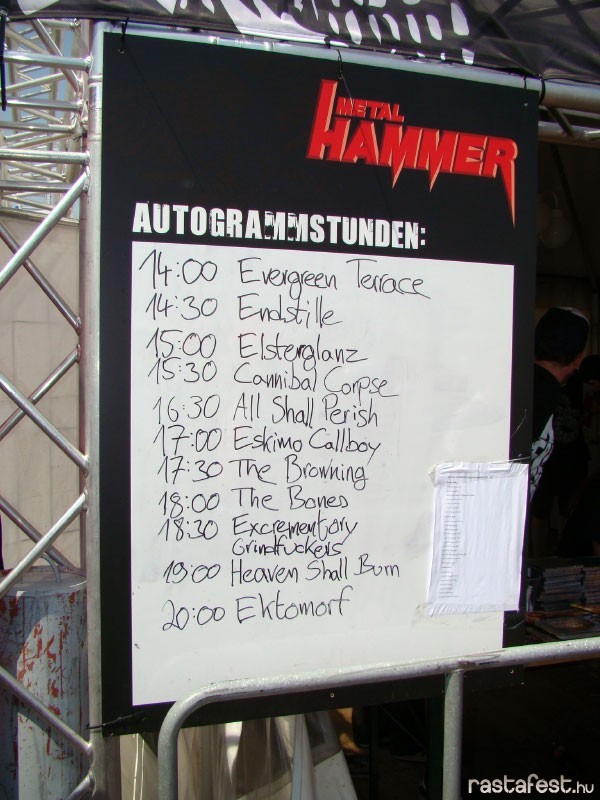 METAL
HAMMER
AUTOGRAMMSTUNDEN:
14:00 Evergreen Terrace
14:30 Endstille
15:00 Elsterglanz
15:30 Cannibal Corpse
16:30 All Shall Perish
17:00 Eskimo Callboy
17:30 The Browning
18:00 The Bones
18:30 Excrementory
Grindfuckers
19:00 Heaven Shall Burn
20:00 Ektomorf
rastafest.hu